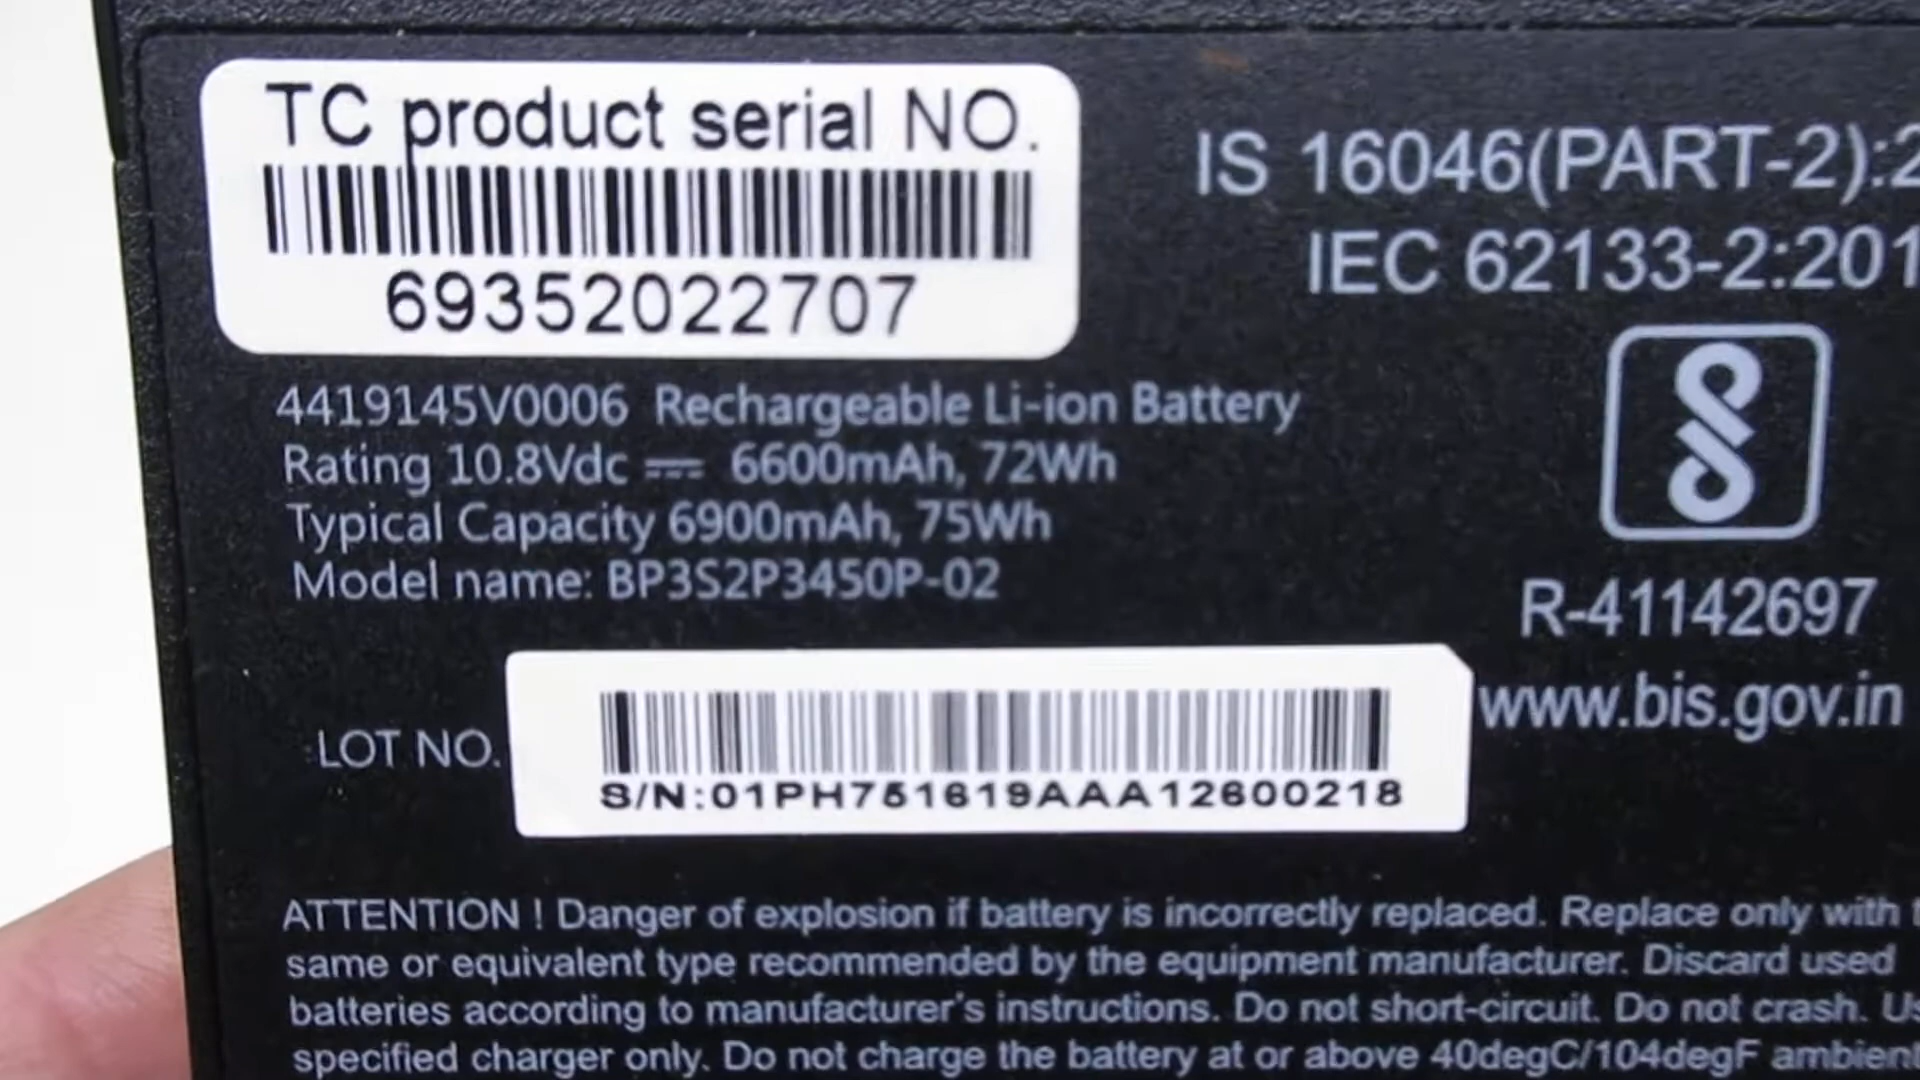 TC product serial NO.
69352022707
IS 16046(PART-2):2
IEC 62133-2:201
4419145V0006 Rechargeable Li-ion Battery
Rating 10.8Vdc ⎓ 6600mAh, 72Wh
Typical Capacity 6900mAh, 75Wh
Model name: BP3S2P3450P-02
R-41142697
www.bis.gov.in
LOT NO.
S/N:01PH751619AAA12600218
ATTENTION ! Danger of explosion if battery is incorrectly replaced. Replace only with
same or equivalent type recommended by the equipment manufacturer. Discard used
batteries according to manufacturer's instructions. Do not short-circuit. Do not crash. Us
specified charger only. Do not charge the battery at or above 40degC/104degF ambient